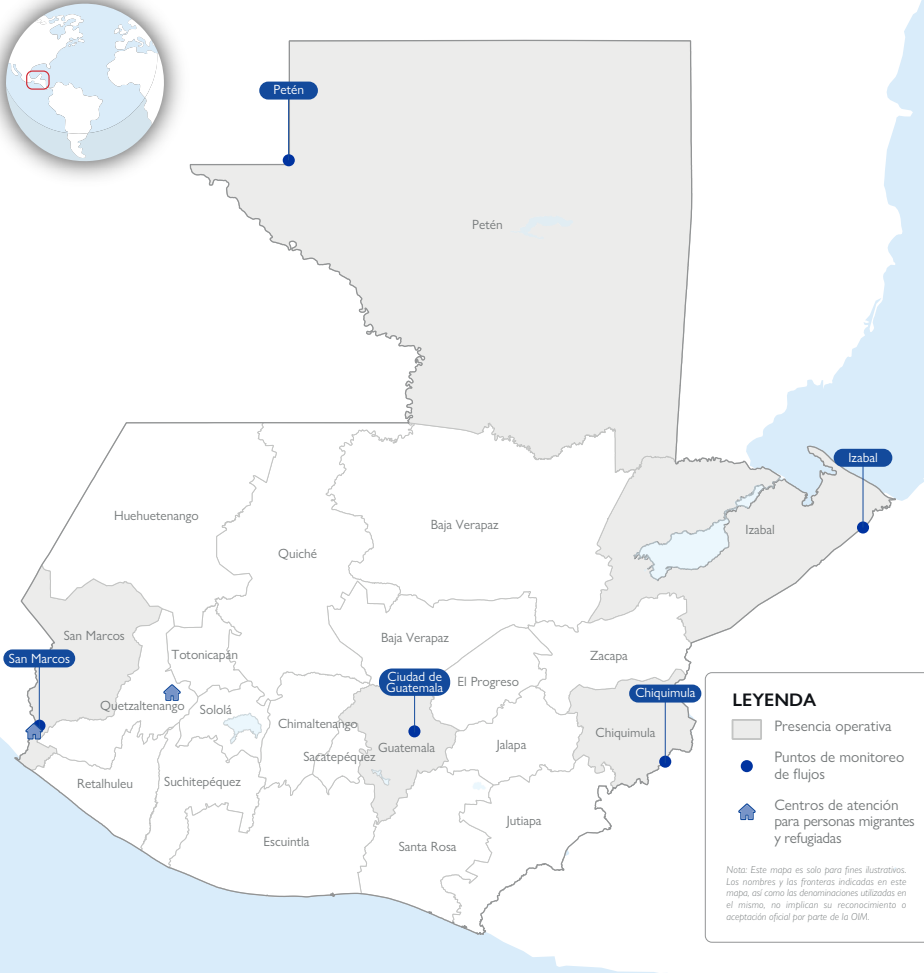 Petén
Petén
Izabal
Huehuetenango
Baja Verapaz
Izabal
Quiché
San Marcos
Baja Verapaz
San Marcos
Totonicapán
Zacapa
Ciudad de
Guatemala
El Progreso
Chiquimula
Quetzaltenango
Sololá
Chimaltenango
Chiquimula
Guatemala
Jalapa
Sacatepéquez
Retalhuleu
Suchitepéquez
Jutiapa
Escuintla
Santa Rosa
LEYENDA
Presencia operativa
Puntos de monitoreo
de flujos
Centros de atención
para personas migrantes
y refugiadas
Nota: Este mapa es solo para fines ilustrativos.
Los nombres y las fronteras indicadas en este
mapa, así como las denominaciones utilizadas en
el mismo, no implican su reconocimiento o
aceptación oficial por parte de la OIM.